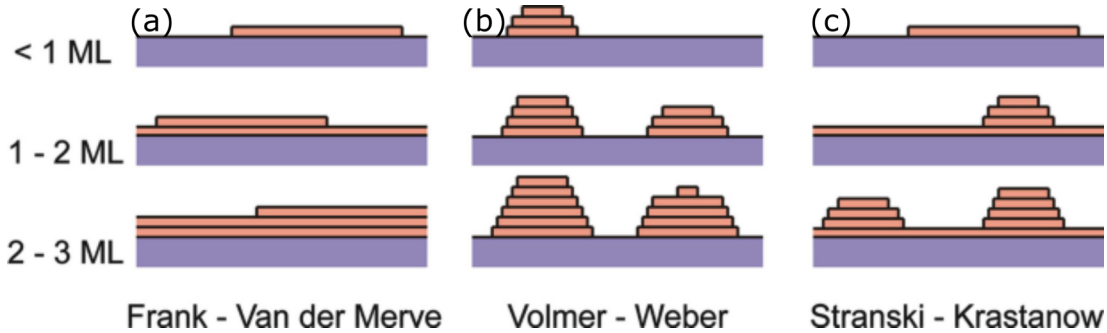 (a) (b) (c)
< 1 ML
1 - 2 ML
2 - 3 ML
Frank - Van der Merve Volmer - Weber Stranski - Krastanow